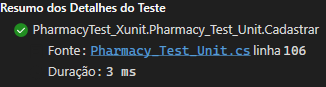 Resumo dos Detalhes do Teste
PharmacyTest_Xunit.Pharmacy_Test_Unit.Cadastrar
Fonte: Pharmacy_Test_Unit.cs linha 106
Duração: 3 ms